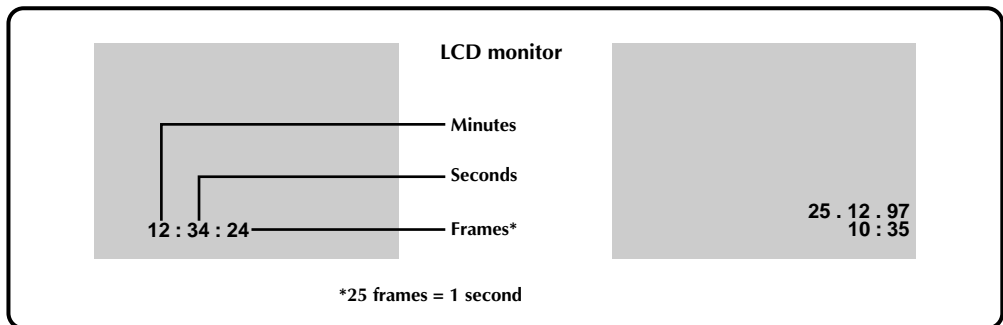 LCD monitor
Minutes
Seconds
12 : 34 : 24
Frames*
25 . 12 . 97
10 : 35
*25 frames = 1 second